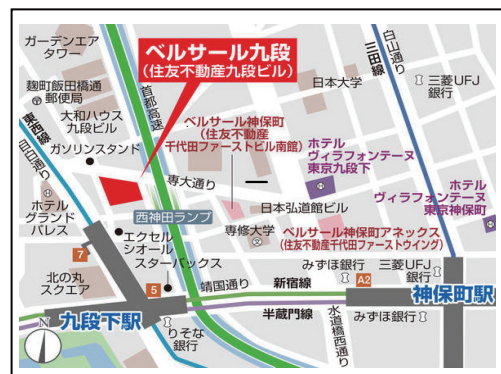 ガーデンエア
タワー
麹町飯田橋通
郵便局
大和ハウス
九段ビル
ガソリンスタンド
東西線
目白通り
ホテル
グランド
パレス
ベルサール九段
(住友不動産九段ビル)
首都高速
三田線
白山通り
日本大学
三菱UFJ
銀行
ベルサール神保町
(住友不動産
千代田ファーストビル南館)
ホテル
ヴィラフォンテーヌ
東京九段下
専大通り
西神田ランプ
日本弘道館ビル
ホテル
ヴィラフォンテーヌ
東京神保町
専修大学
ベルサール神保町アネックス
(住友不動産千代田ファーストウイング)
エクセル
シオール
スターバックス
7
北の丸
スクエア
5
靖国通り
新宿線
みずほ銀行
A2
三菱UFJ
銀行
神保町駅
九段下駅
半蔵門線
りそな
銀行
水道橋西通り
みずほ銀行
N